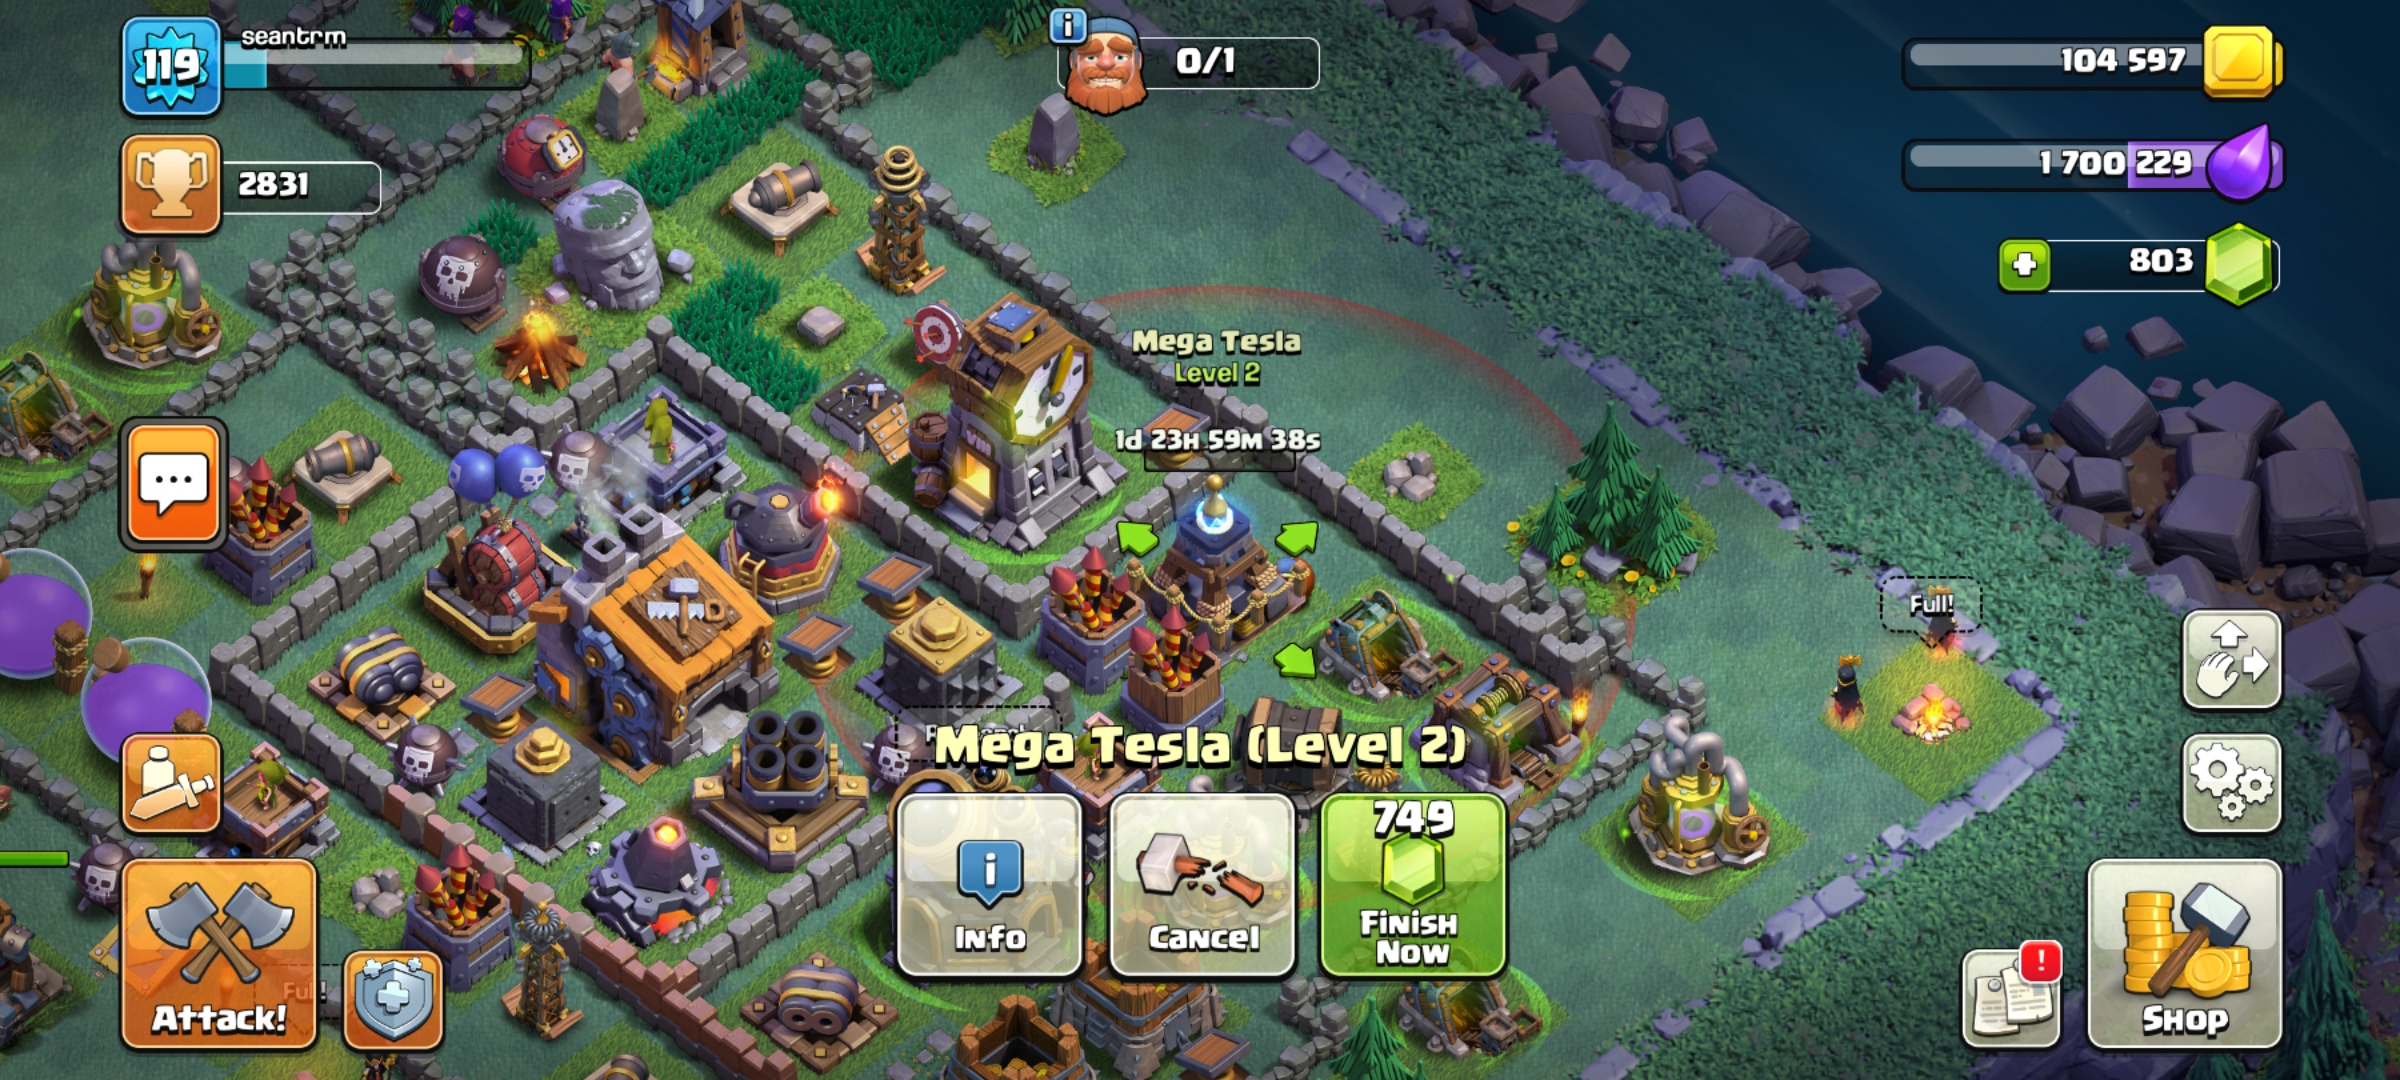 119
seantrm
0/1
104 597
2831
1 700 229
803
Mega Tesla
Level 2
1d 23H 59M 38s
Full!
Mega Tesla (Level 2)
749
Info
Cancel
Finish
Now
Attack!
!
Shop